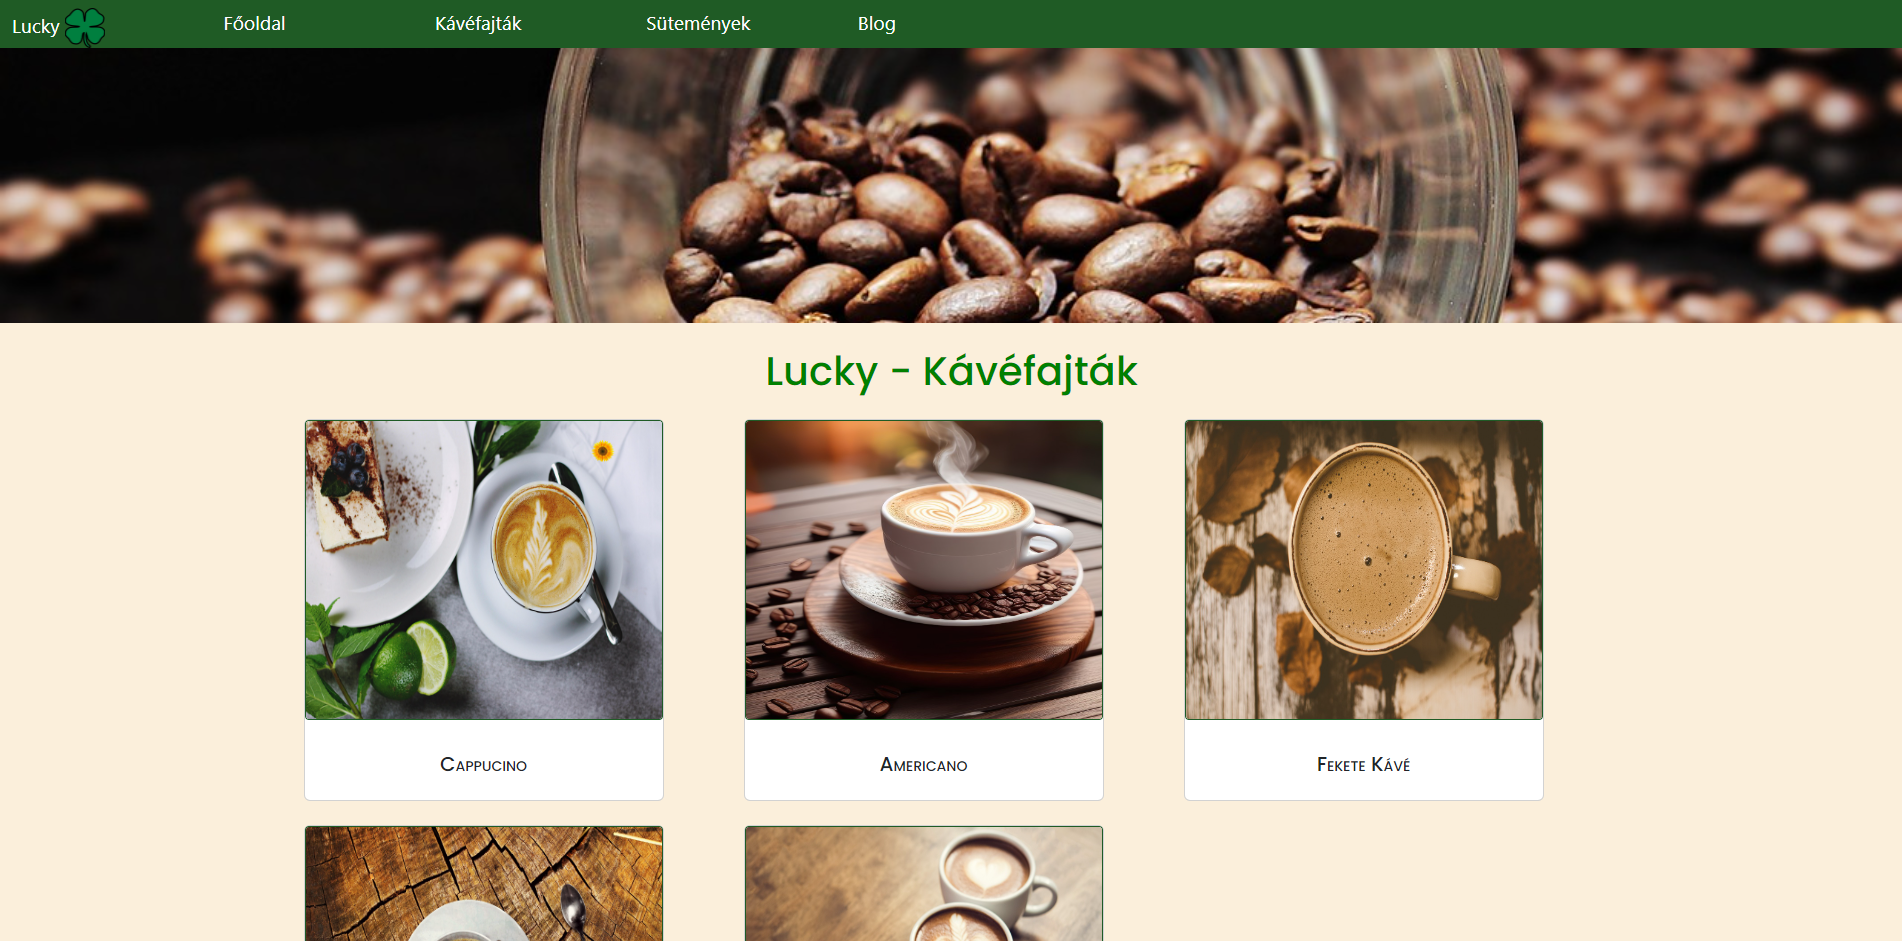 Lucky
Főoldal
Kávéfajták
Sütemények
Blog
Lucky - Kávéfajták
Cappucino
Americano
Fekete Kávé